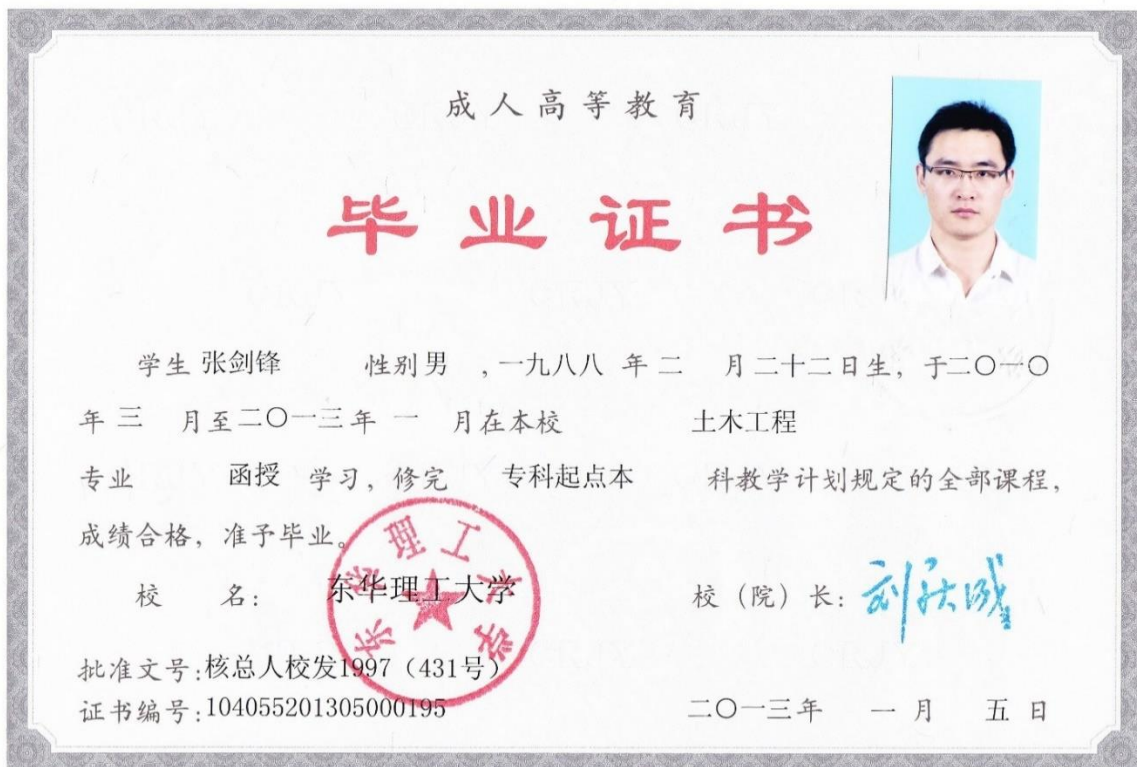 成人高等教育
毕业证书
学生 张剑锋 性别 男 ,一九八八 年 二 月 二十二 日生, 于二〇一〇
年 三 月至二〇一三年 一 月在本校 土木工程
专业 函授 学习, 修完 专科起点本 科教学计划规定的全部课程,
成绩合格, 准予毕业。
东华理工大学
校 名: 东华理工大学 校(院)长:
批准文号:核总人校发1997(431号)
证书编号:104055201305000195 二〇一三年 一 月 五 日